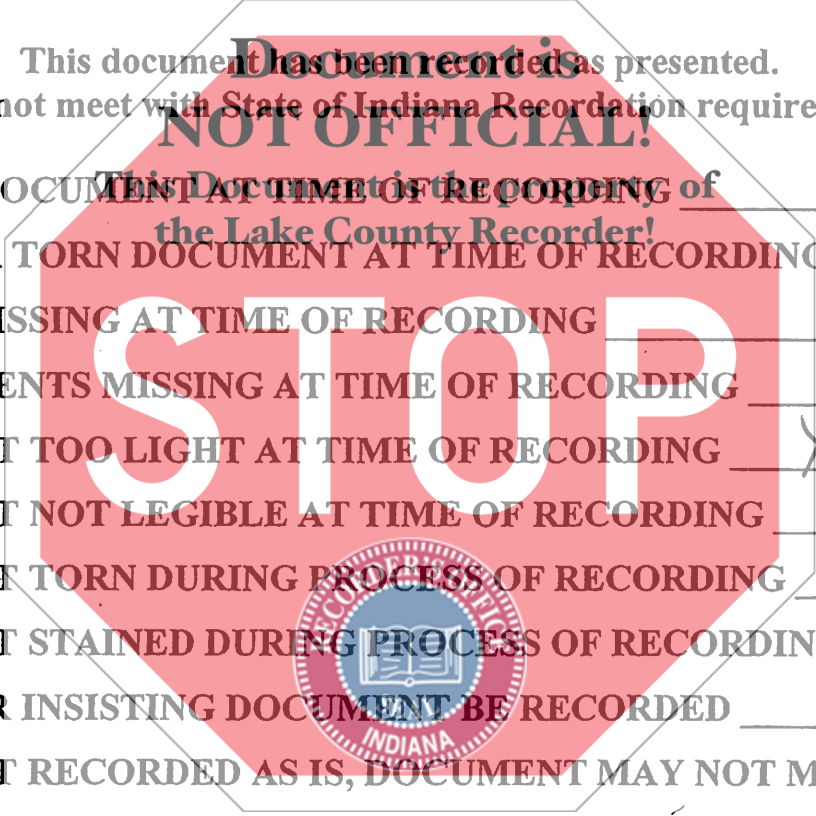 Document is
This document has been recorded as presented.
not meet with State of Indiana Recordation require
NOT OFFICIAL!
This Document is the property of
OCUMENT AT TIME OF RECORDING
the Lake County Recorder!
TORN DOCUMENT AT TIME OF RECORDING
ISSING AT TIME OF RECORDING
STOP
ENTS MISSING AT TIME OF RECORDING
T TOO LIGHT AT TIME OF RECORDING
T NOT LEGIBLE AT TIME OF RECORDING
T TORN DURING PROCESS OF RECORDING
RECORDER'S OFFICE
T STAINED DURING PROCESS OF RECORDIN
R INSISTING DOCUMENT BE RECORDED
INDIANA
T RECORDED AS IS, DOCUMENT MAY NOT M